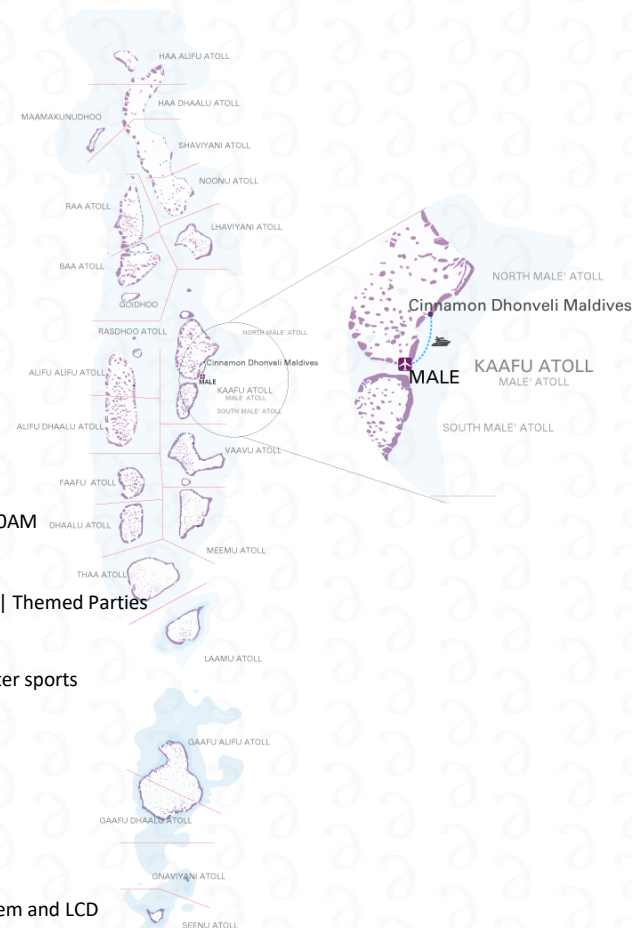 HAA ALIFU ATOLL
HAA DHAALU ATOLL
MAAMAKUNUDHOO
SHAVIYANI ATOLL
NOONU ATOLL
RAA ATOLL
LHAVIYANI ATOLL
BAA ATOLL
GOIDHOO
RASDHOO ATOLL
NORTH MALE' ATOLL
Cinnamon Dhonveli Maldives
ALIFU ALIFU ATOLL
MALE
KAAFU ATOLL
MALE' ATOLL
SOUTH MALE' ATOLL
ALIFU DHAALU ATOLL
VAAVU ATOLL
FAAFU ATOLL
DHAALU ATOLL
MEEMU ATOLL
THAA ATOLL
LAAMU ATOLL
GAAFU ALIFU ATOLL
GAAFU DHAALU ATOLL
GNAVIYANI ATOLL
SEENU ATOLL
NORTH MALE' ATOLL
Cinnamon Dhonveli Maldives
KAAFU ATOLL
MALE
MALE' ATOLL
SOUTH MALE' ATOLL
0AM
| Themed Parties
ter sports
em and LCD